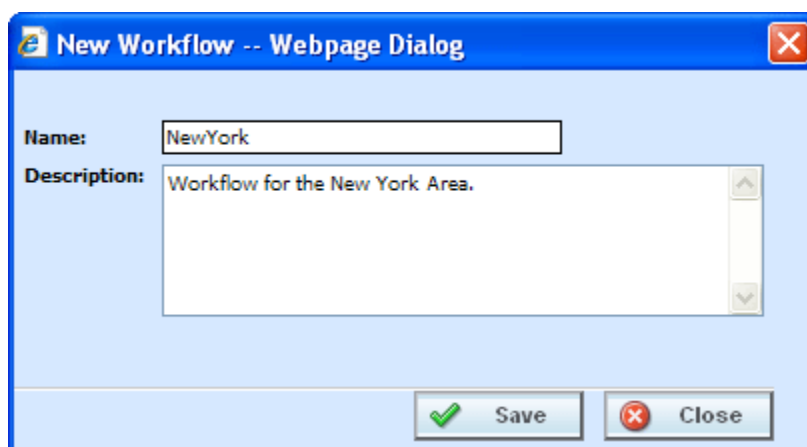 New Workflow -- Webpage Dialog
Name: NewYork
Description: Workflow for the New York Area.
Save Close